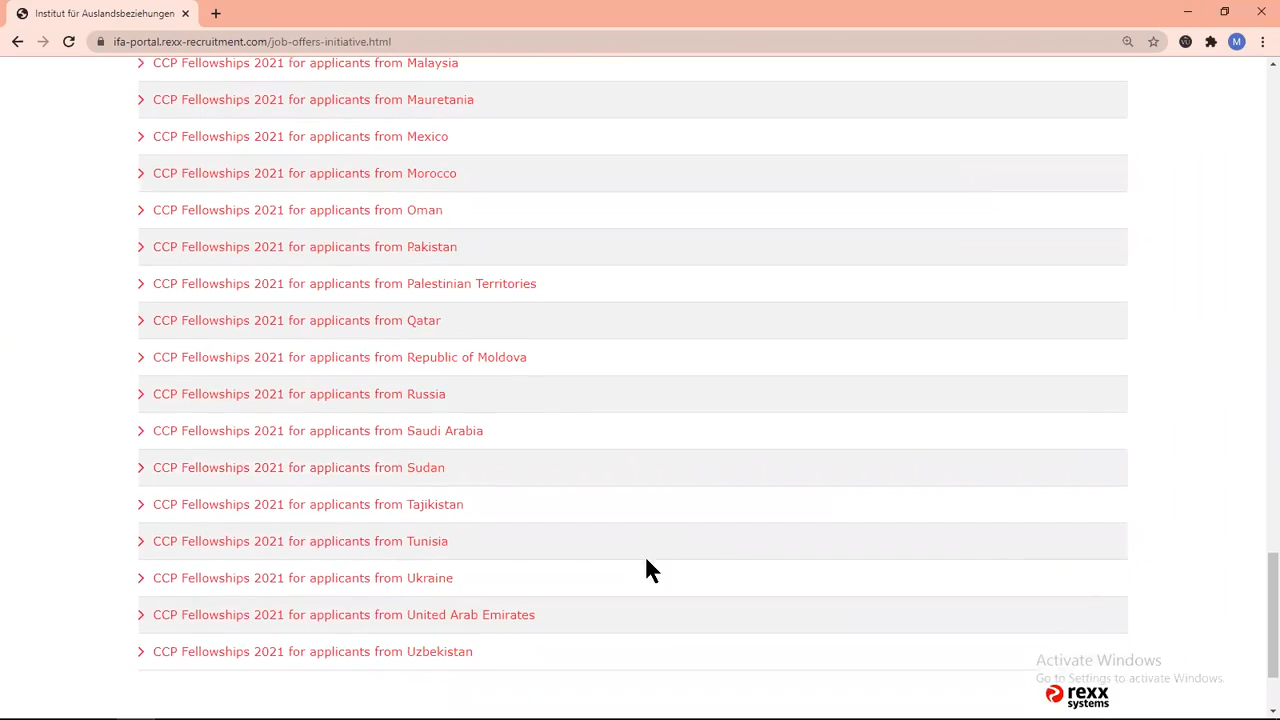 Institut für Auslandsbeziehungen
ifa-portal.rexx-recruitment.com/job-offers-initiative.html
M
CCP Fellowships 2021 for applicants from Malaysia
CCP Fellowships 2021 for applicants from Mauretania
CCP Fellowships 2021 for applicants from Mexico
CCP Fellowships 2021 for applicants from Morocco
CCP Fellowships 2021 for applicants from Oman
CCP Fellowships 2021 for applicants from Pakistan
CCP Fellowships 2021 for applicants from Palestinian Territories
CCP Fellowships 2021 for applicants from Qatar
CCP Fellowships 2021 for applicants from Republic of Moldova
CCP Fellowships 2021 for applicants from Russia
CCP Fellowships 2021 for applicants from Saudi Arabia
CCP Fellowships 2021 for applicants from Sudan
CCP Fellowships 2021 for applicants from Tajikistan
CCP Fellowships 2021 for applicants from Tunisia
CCP Fellowships 2021 for applicants from Ukraine
CCP Fellowships 2021 for applicants from United Arab Emirates
CCP Fellowships 2021 for applicants from Uzbekistan
Activate Windows
Go to Settings to activate Windows.
rexx
systems